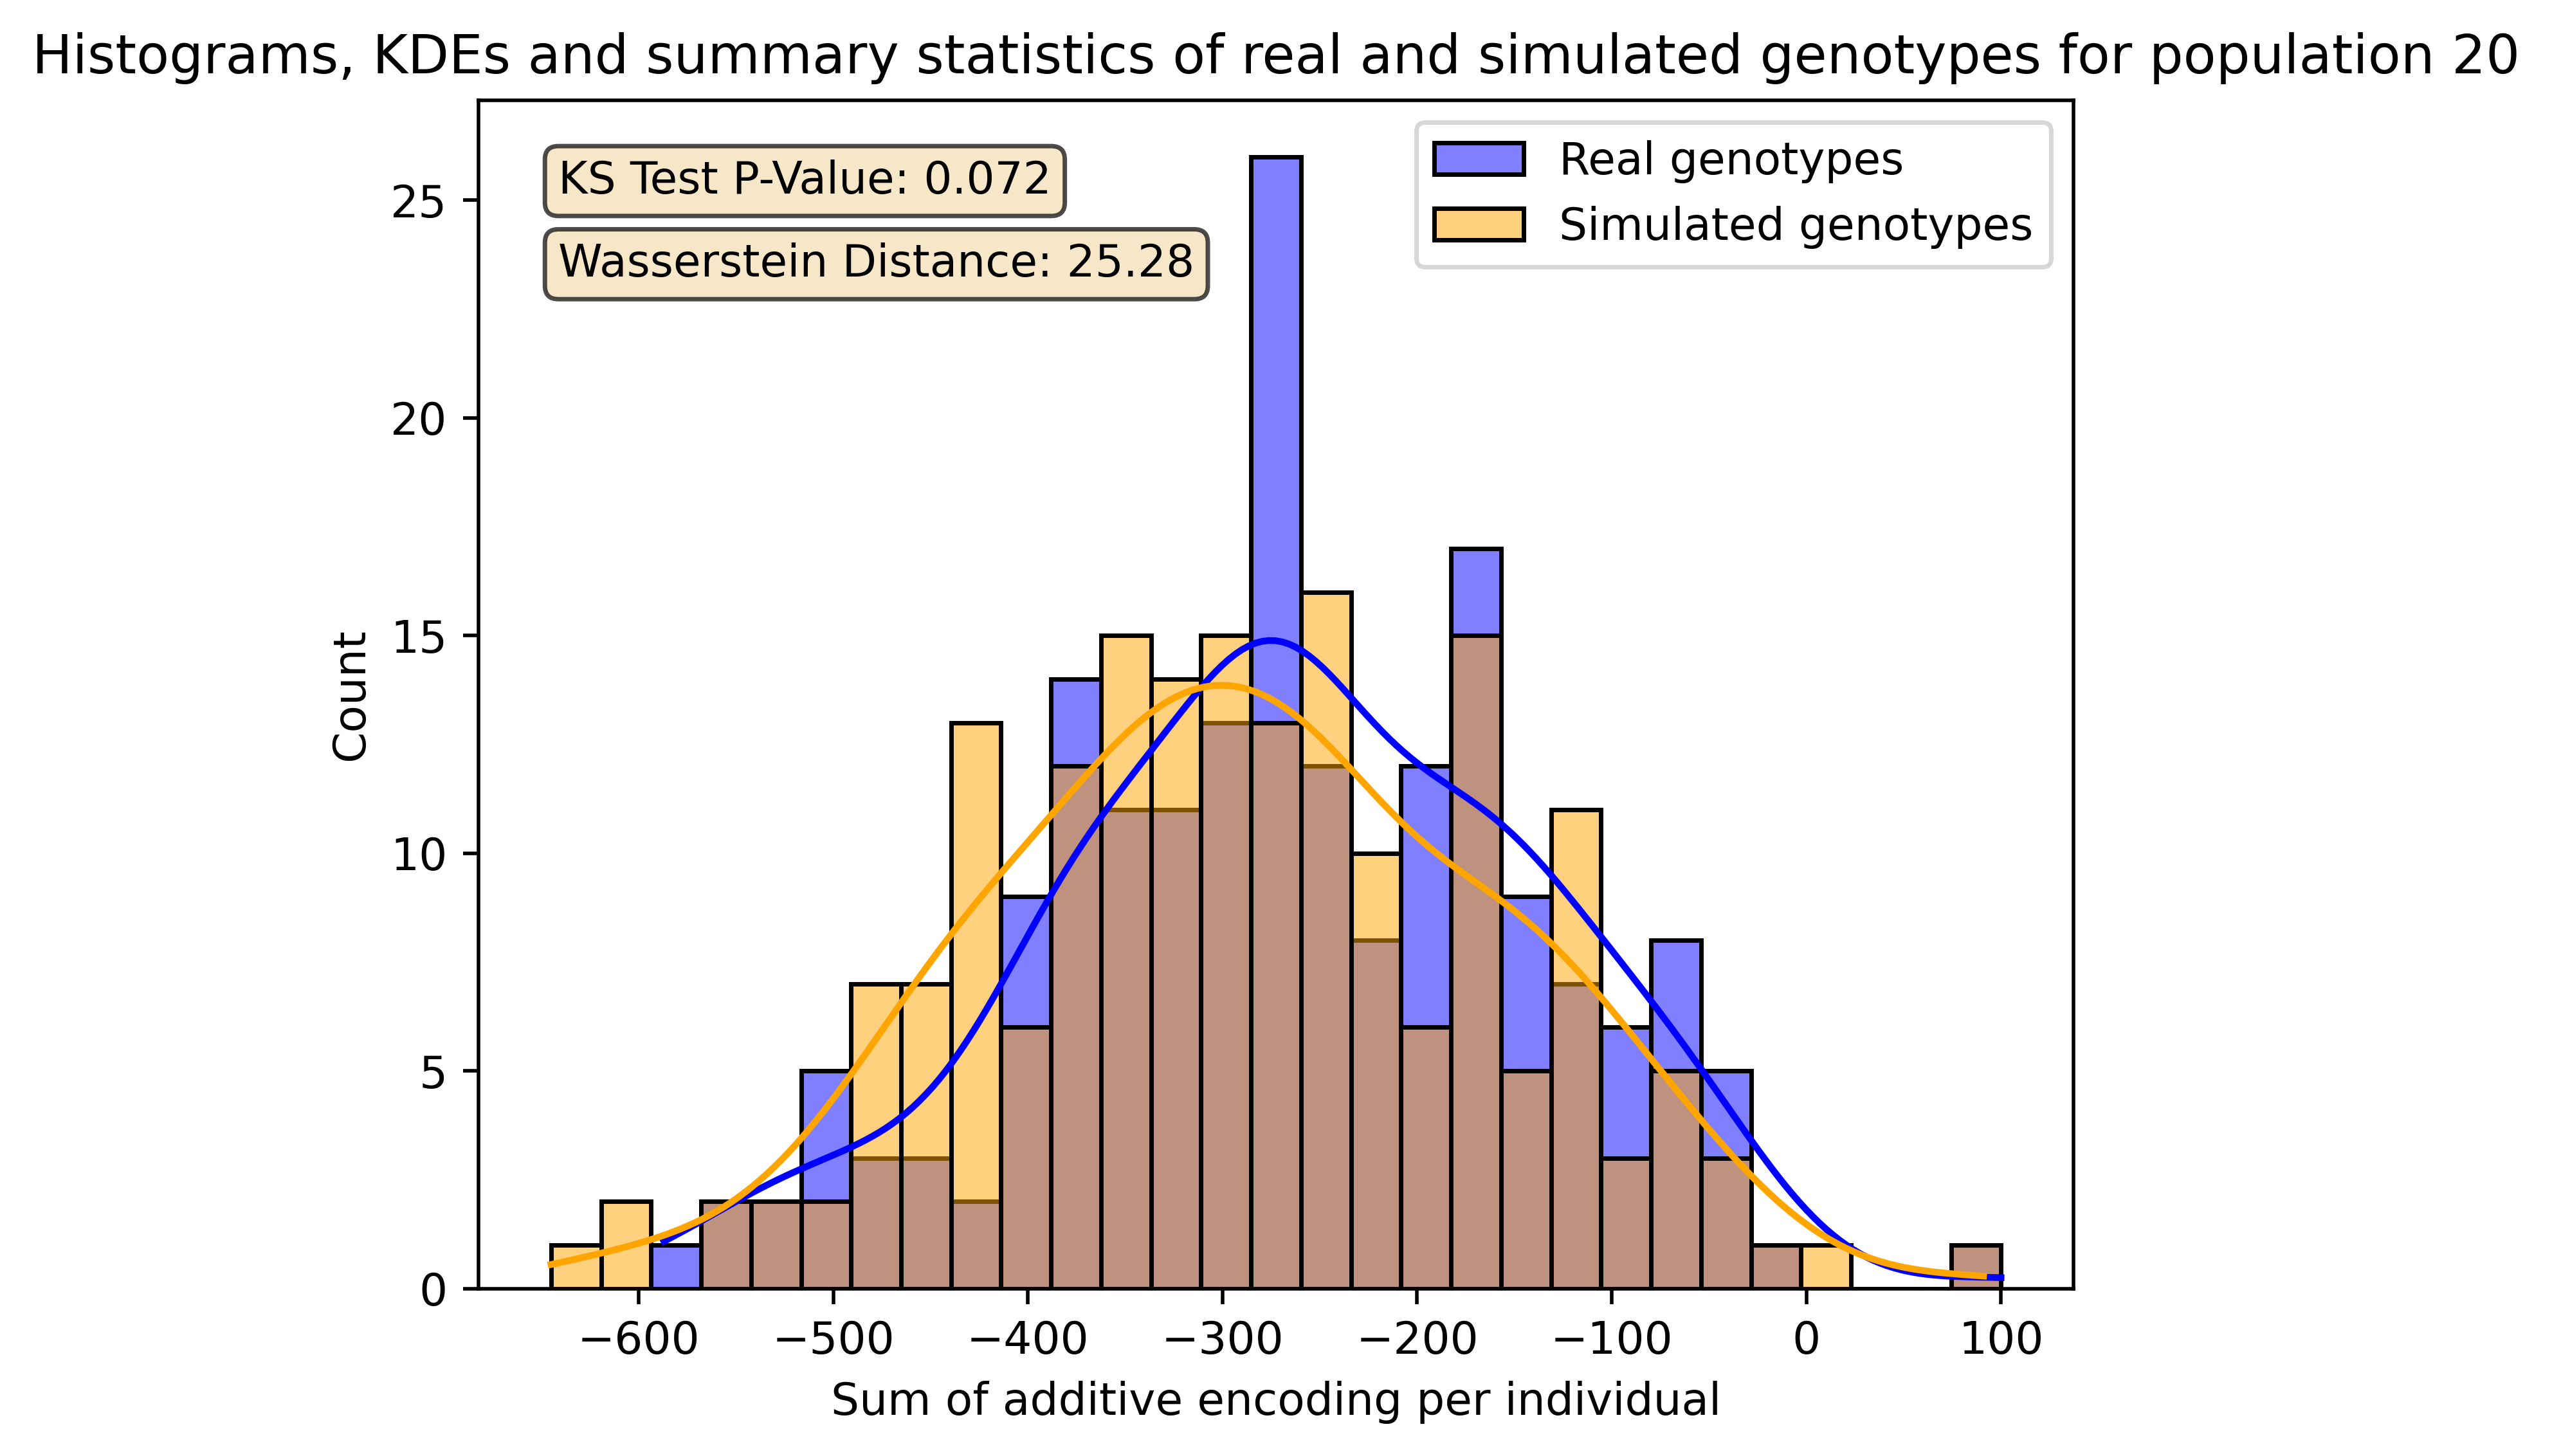 Histograms, KDEs and summary statistics of real and simulated genotypes for population 20
KS Test P-Value: 0.072
Wasserstein Distance: 25.28
Real genotypes
Simulated genotypes
Count
25
20
15
10
5
0
−600
−500
−400
−300
−200
−100
0
100
Sum of additive encoding per individual